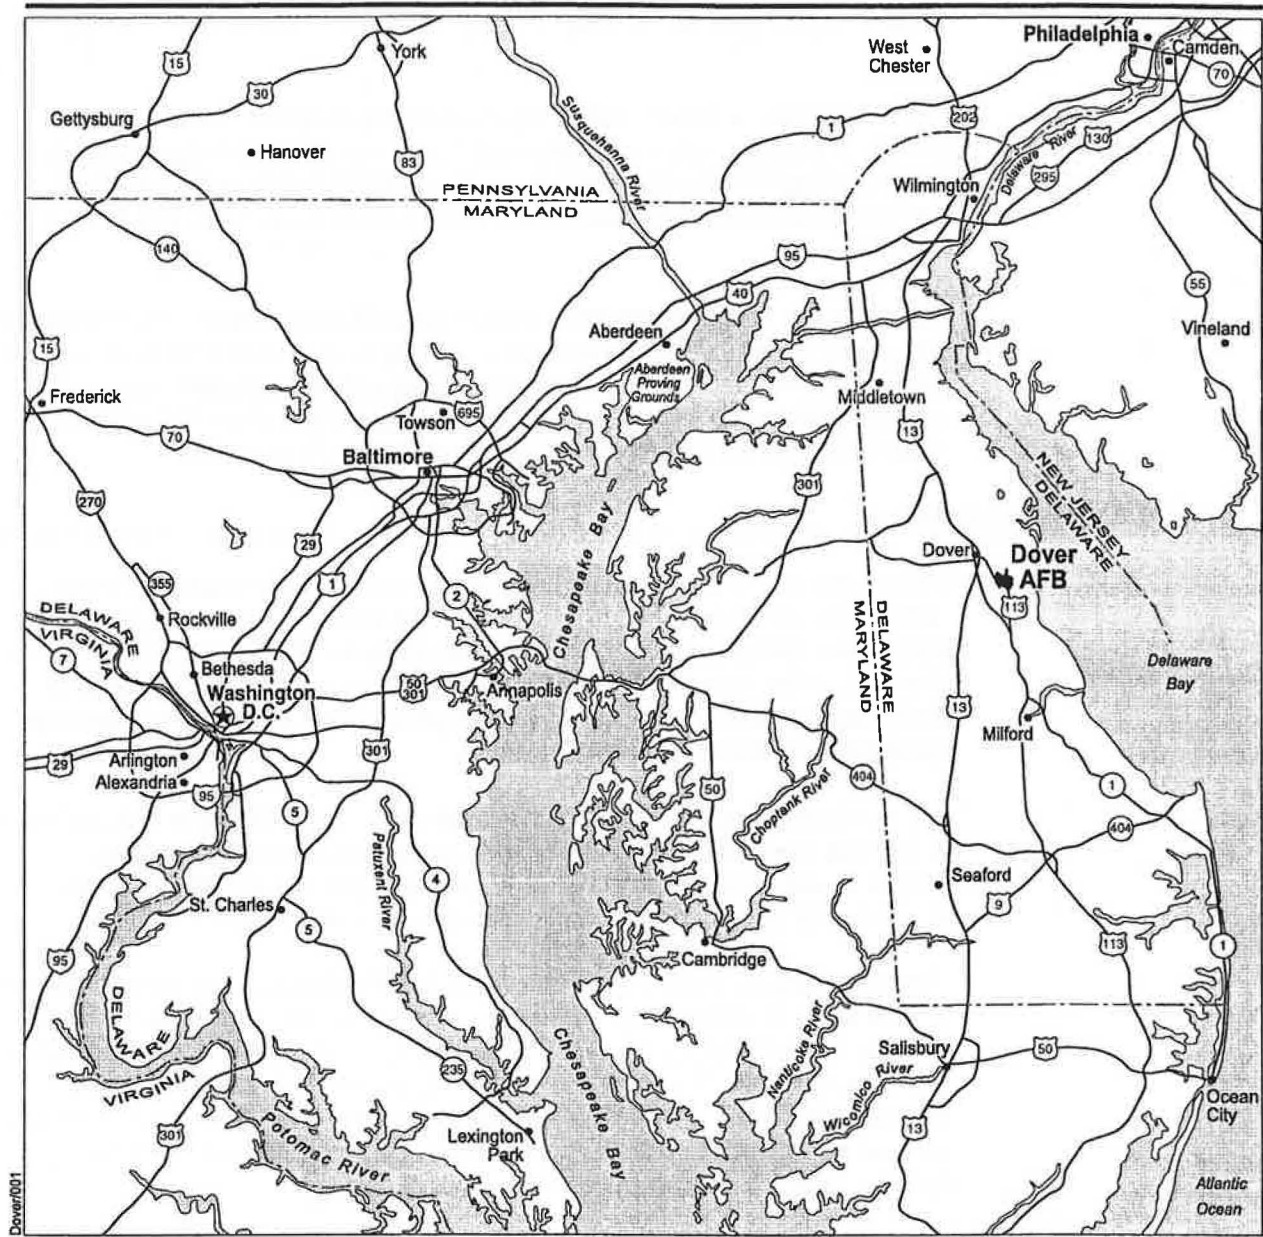 Philadelphia
Camden
York
West
Chester
15
70
30
Gettysburg
Susquehanna River
1
202
130
Hanover
83
Delaware River
295
PENNSYLVANIA
MARYLAND
Wilmington
140
95
40
55
Aberdeen
Vineland
15
Aberdeen
Proving
Grounds
Frederick
Middletown
Towson
695
13
70
Baltimore
NEW JERSEY
DELAWARE
301
270
Chesapeake Bay
29
Dover
Dover
AFB
1
355
2
113
DELAWARE
VIRGINIA
Rockville
DELAWARE
MARYLAND
7
Bethesda
Delaware
Bay
50
301
Annapolis
Washington
D.C.
13
Milford
301
29
Arlington
Alexandria
404
50
95
1
5
Choptank River
404
Patuxent River
4
Seaford
St. Charles
9
5
113
1
95
Cambridge
DELAWARE
VIRGINIA
Nanticoke River
Chesapeake Bay
Salisbury
50
235
Wicomico River
Ocean
City
301
Potomac River
Lexington
Park
13
Atlantic
Ocean
Dover/001